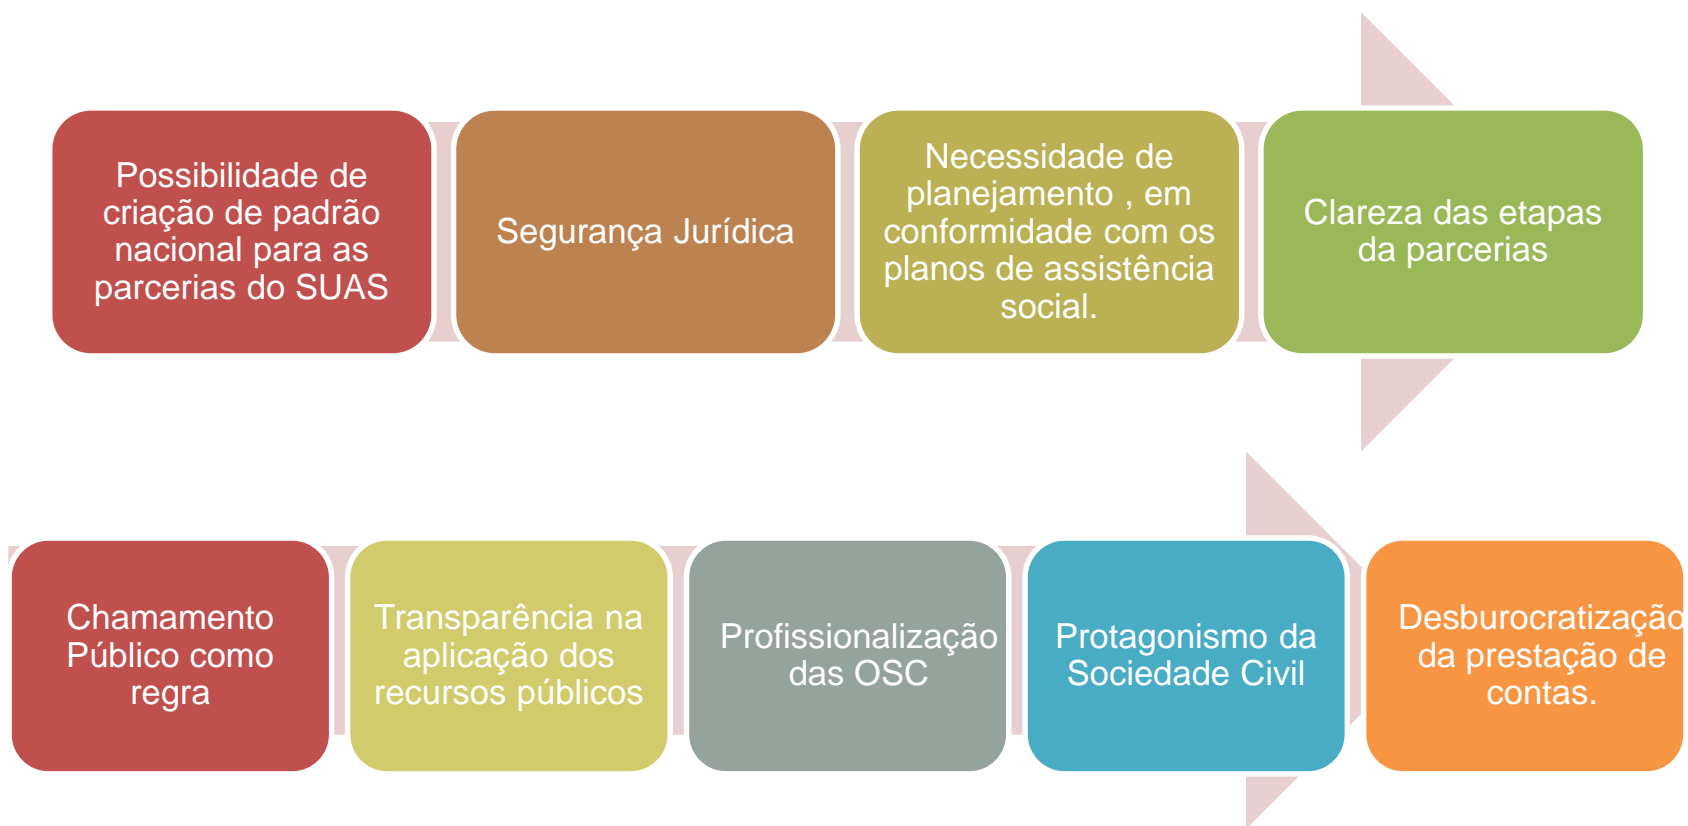 Possibilidade de
criação de padrão
nacional para as
parcerias do SUAS
Segurança Jurídica
Necessidade de
planejamento , em
conformidade com os
planos de assistência
social.
Clareza das etapas
da parcerias
Chamamento
Público como
regra
Transparência na
aplicação dos
recursos públicos
Profissionalização
das OSC
Protagonismo da
Sociedade Civil
Desburocratização
da prestação de
contas.